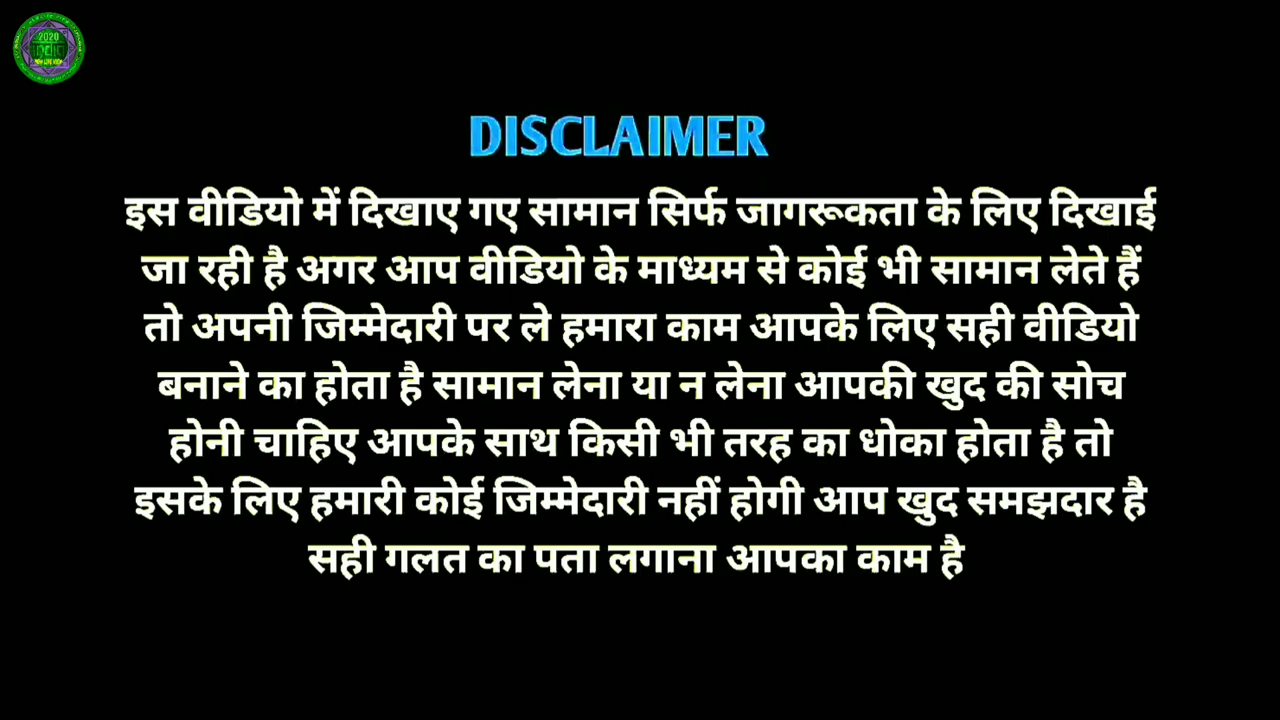 2020
DISCLAIMER
इस वीडियो में दिखाए गए सामान सिर्फ जागरूकता के लिए दिखाई
जा रही है अगर आप वीडियो के माध्यम से कोई भी सामान लेते हैं
तो अपनी जिम्मेदारी पर ले हमारा काम आपके लिए सही वीडियो
बनाने का होता है सामान लेना या न लेना आपकी खुद की सोच
होनी चाहिए आपके साथ किसी भी तरह का धोका होता है तो
इसके लिए हमारी कोई जिम्मेदारी नहीं होगी आप खुद समझदार है
सही गलत का पता लगाना आपका काम है